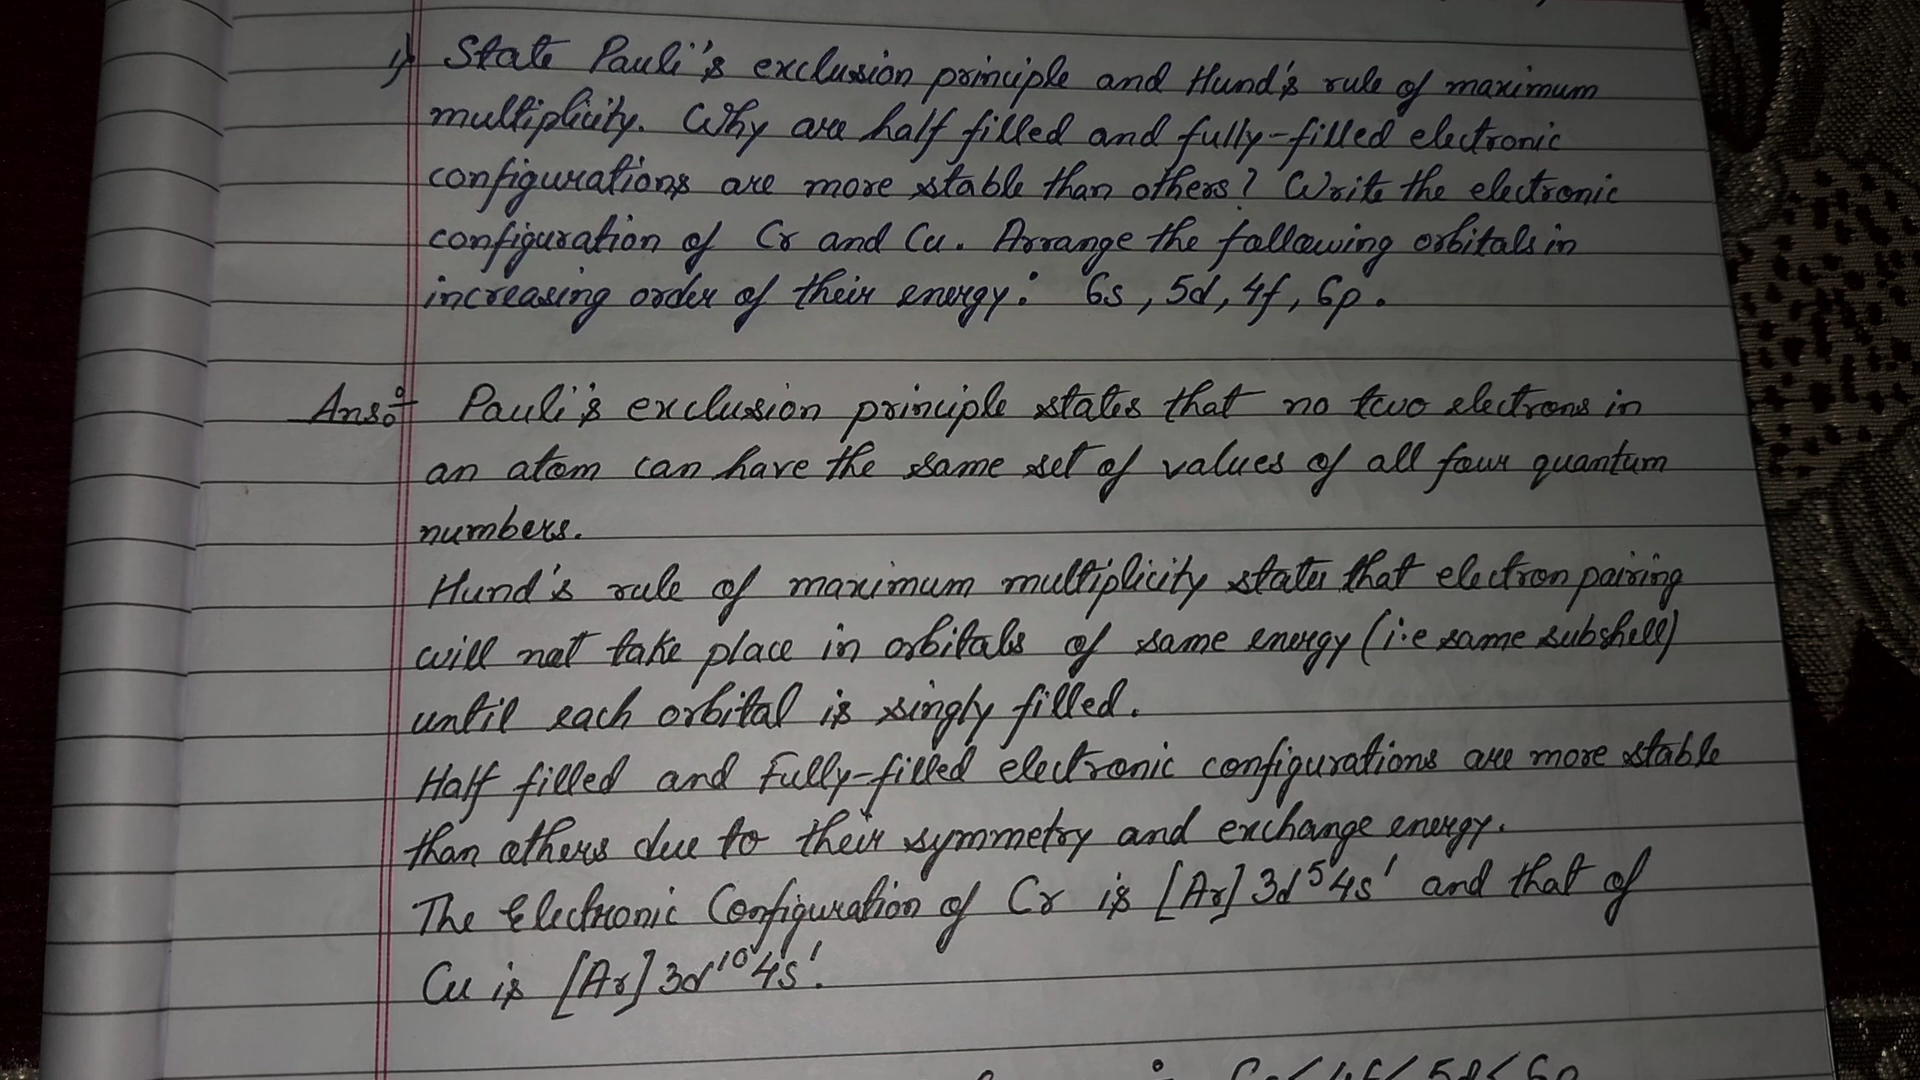 1) State Pauli's exclusion principle and Hund's rule of maximum
multiplicity. Why are half filled and fully-filled electronic
configurations are more stable than others? Write the electronic
configuration of Cr and Cu. Arrange the following orbitals in
increasing order of their energy: 6s, 5d, 4f, 6p.
Ans:- Pauli's exclusion principle states that no two electrons in
an atom can have the same set of values of all four quantum
numbers.
Hund's rule of maximum multiplicity states that electron pairing
will not take place in orbitals of same energy (i.e same subshell)
until each orbital is singly filled.
Half filled and Fully-filled electronic configurations are more stable
than others due to their symmetry and exchange energy.
The Electronic Configuration of Cr is [Ar] 3d⁵4s¹ and that of
Cu is [Ar] 3d¹⁰4s¹.
6s<4f<5d<6p